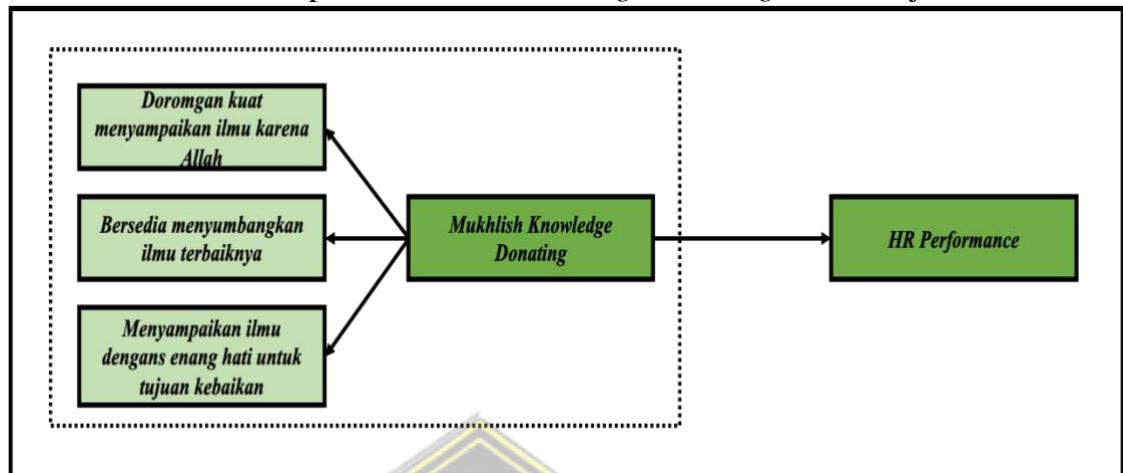 Doromgan kuat
menyampaikan ilmu karena
Allah
Bersedia menyumbangkan
ilmu terbaiknya
Menyampaikan ilmu
dengans enang hati untuk
tujuan kebaikan
Mukhlish Knowledge
Donating
HR Performance